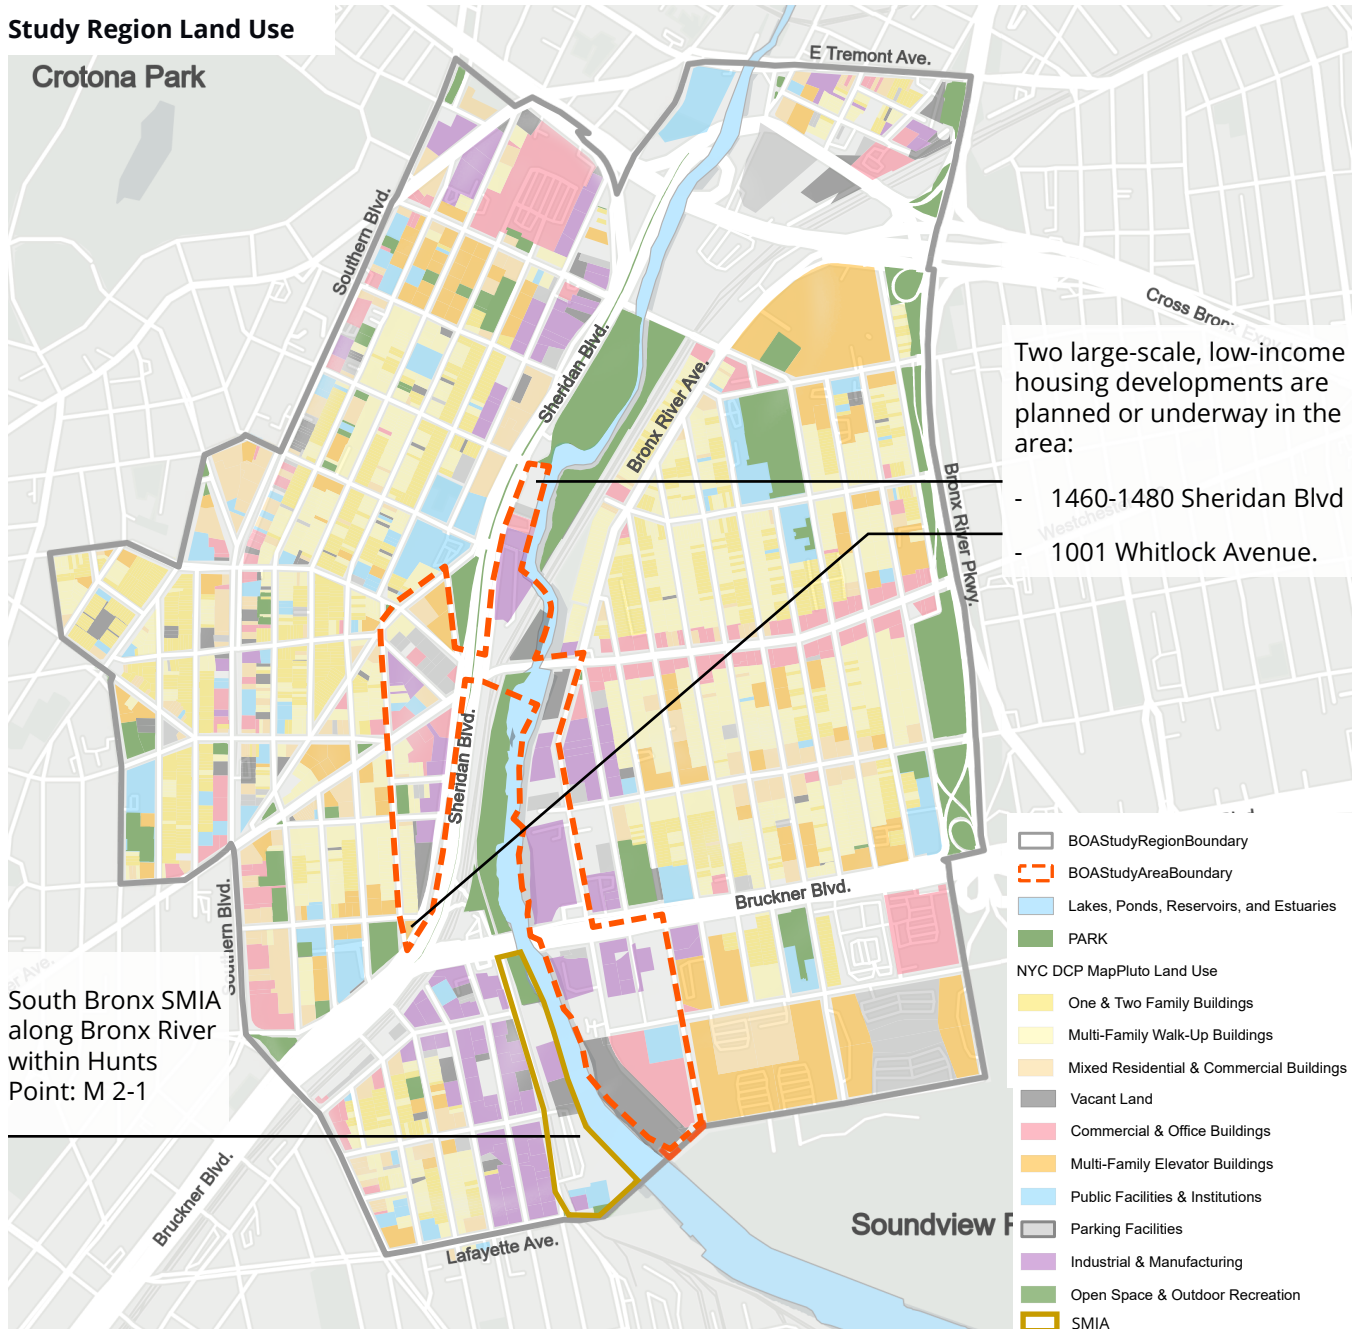 Study Region Land Use
Crotona Park
E Tremont Ave.
Southern Blvd.
Cross Bronx
Sheridan Blvd.
Bronx River Ave.
Two large-scale, low-income
housing developments are
planned or underway in the
area:
- 1460-1480 Sheridan Blvd
- 1001 Whitlock Avenue.
Westchester
Bronx River Pkwy.
Sheridan Blvd.
Southern Blvd.
Bruckner Blvd.
South Bronx SMIA
along Bronx River
within Hunts
Point: M 2-1
Bruckner Blvd.
Lafayette Ave.
Soundview
BOAStudyRegionBoundary
BOAStudyAreaBoundary
Lakes, Ponds, Reservoirs, and Estuaries
PARK
NYC DCP MapPluto Land Use
One & Two Family Buildings
Multi-Family Walk-Up Buildings
Mixed Residential & Commercial Buildings
Vacant Land
Commercial & Office Buildings
Multi-Family Elevator Buildings
Public Facilities & Institutions
Parking Facilities
Industrial & Manufacturing
Open Space & Outdoor Recreation
SMIA